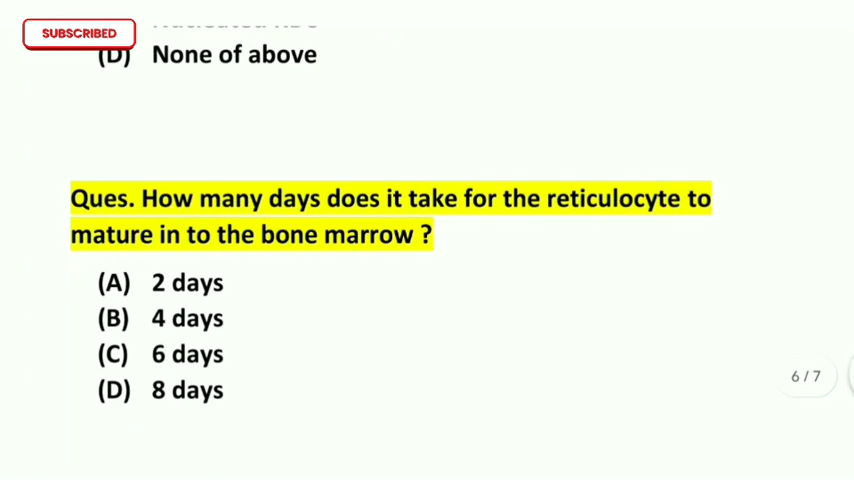 SUBSCRIBED
(D) None of above
Ques. How many days does it take for the reticulocyte to
mature in to the bone marrow ?
(A) 2 days
(B) 4 days
(C) 6 days
(D) 8 days
6 / 7